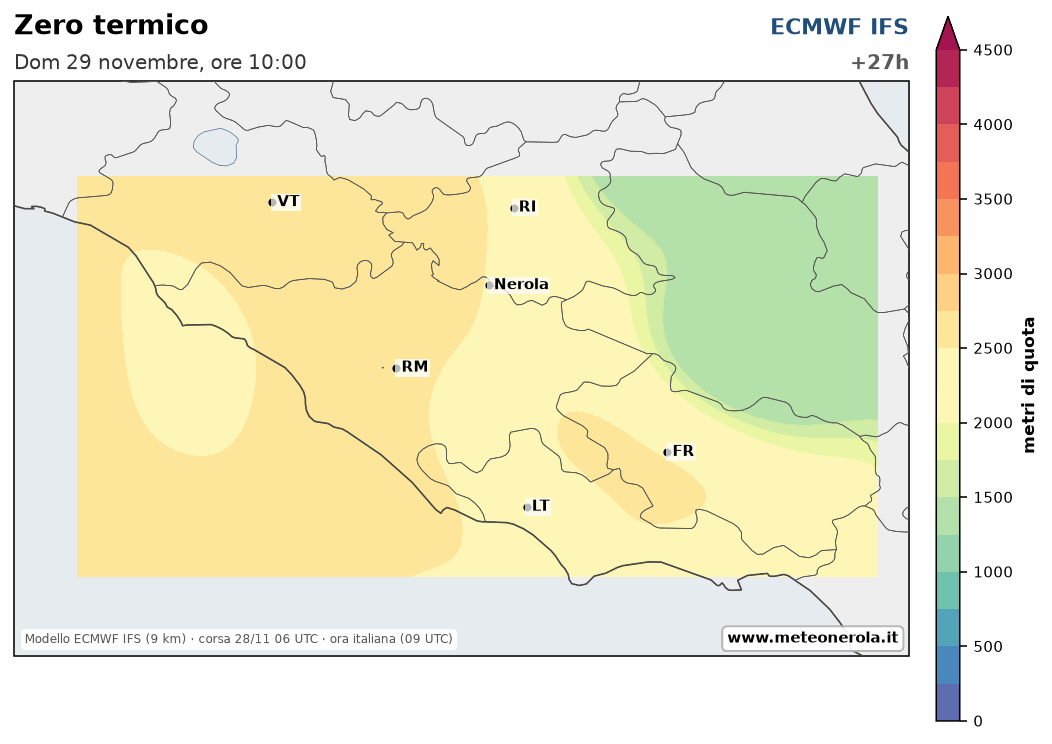 Zero termico
ECMWF IFS
Dom 29 novembre, ore 10:00
+27h
VT
RI
Nerola
RM
FR
LT
Modello ECMWF IFS (9 km) · corsa 28/11 06 UTC · ora italiana (09 UTC)
www.meteonerola.it
4500
4000
3500
3000
2500
2000
1500
1000
500
0
metri di quota